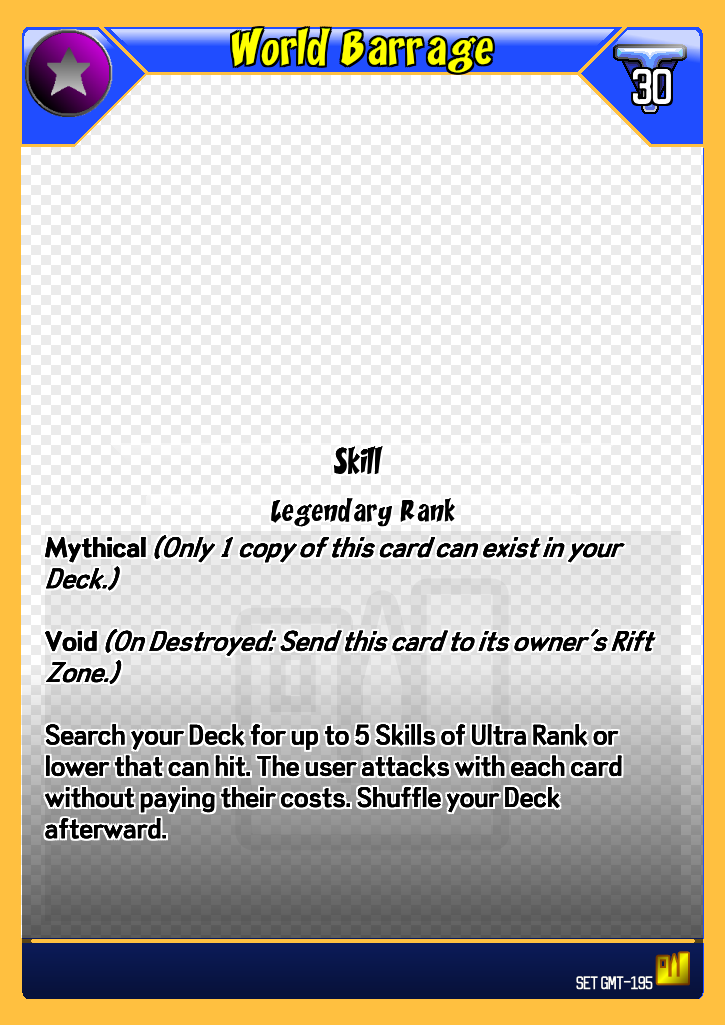 World Barrage
30
Skill
Legendary Rank
Mythical (Only 1 copy of this card can exist in your
Deck.)
Void (On Destroyed: Send this card to its owner's Rift
Zone.)
Search your Deck for up to 5 Skills of Ultra Rank or
lower that can hit. The user attacks with each card
without paying their costs. Shuffle your Deck
afterward.
SET GMT-195